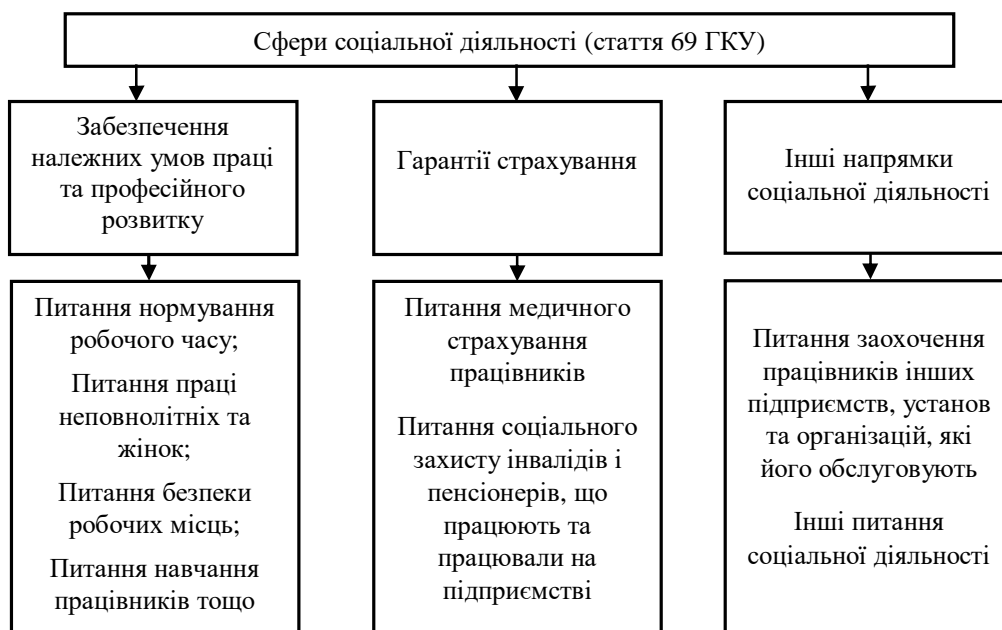 Сфери соціальної діяльності (стаття 69 ГКУ)
Забезпечення
належних умов праці
та професійного
розвитку
Гарантії страхування
Інші напрямки
соціальної діяльності
Питання нормування
робочого часу;
Питання праці
неповнолітніх та
жінок;
Питання безпеки
робочих місць;
Питання навчання
працівників тощо
Питання медичного
страхування
працівників
Питання соціального
захисту інвалідів і
пенсіонерів, що
працюють та
працювали на
підприємстві
Питання заохочення
працівників інших
підприємств, установ
та організацій, які
його обслуговують
Інші питання
соціальної діяльності